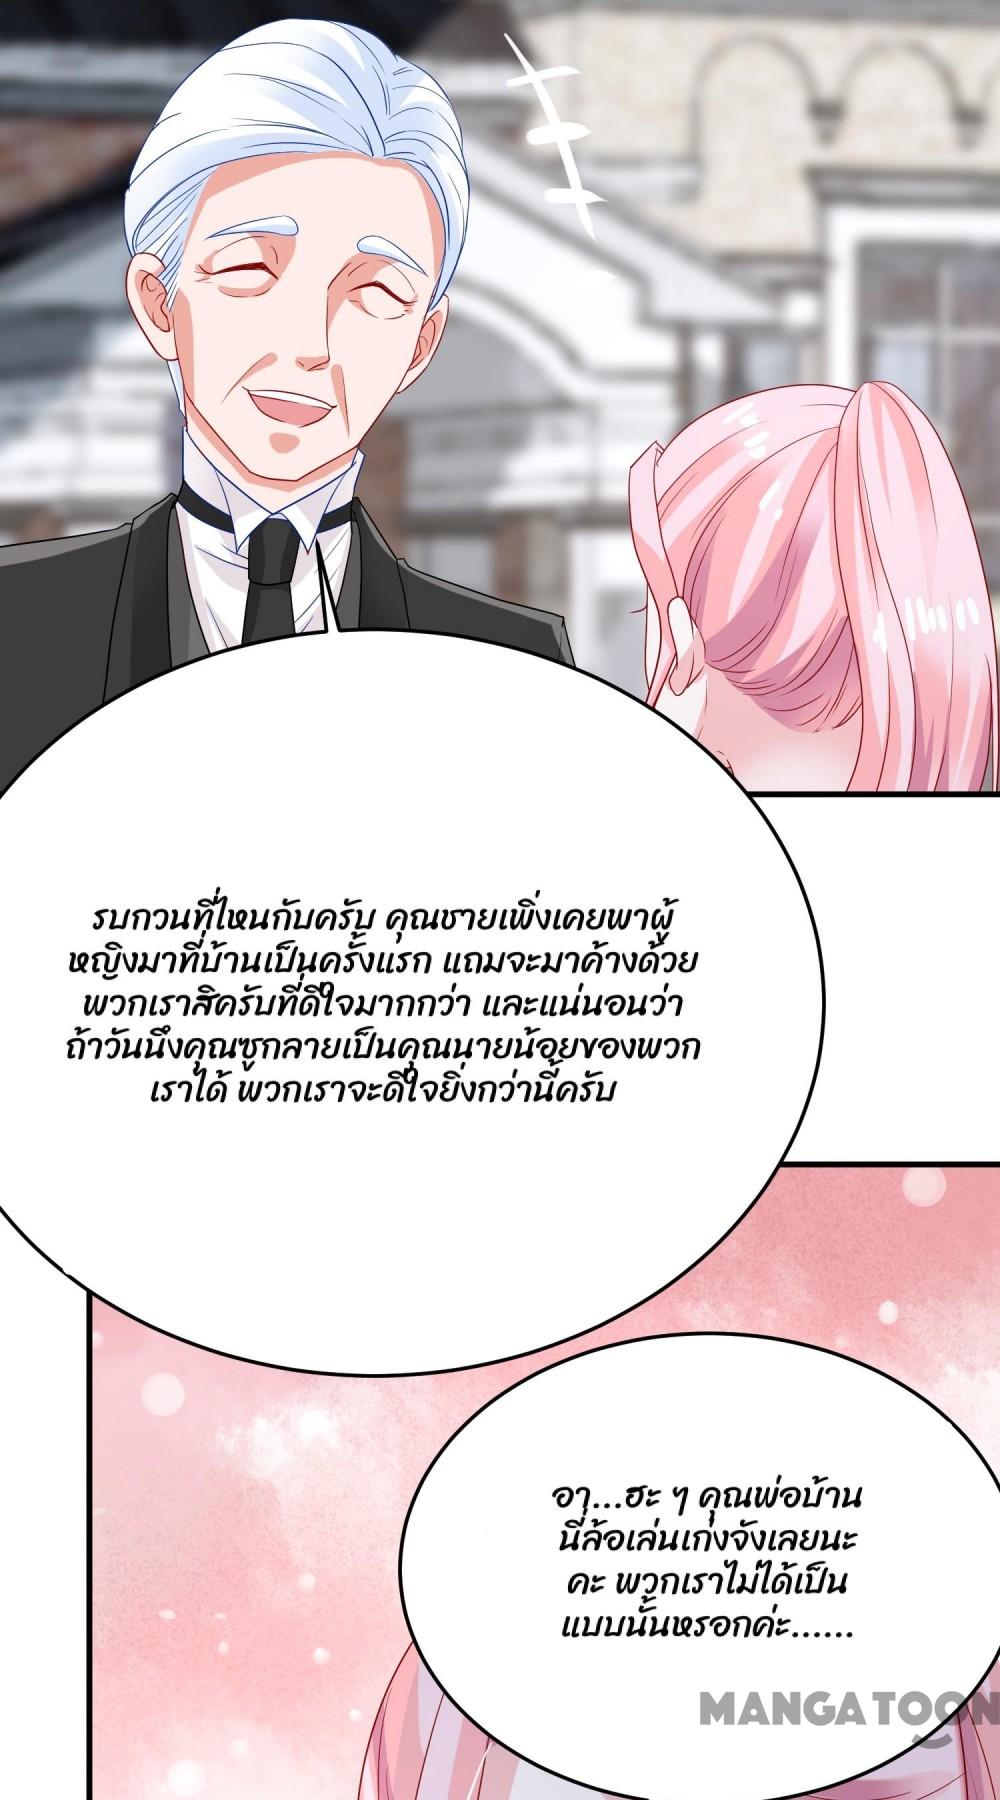 รบกวนที่ไหนกันครับ คุณชายเพิ่งเคยพาผู้
หญิงมาที่บ้านเป็นครั้งแรก แถมจะมาค้างด้วย
พวกเราสิครับที่ดีใจมากกว่า และแน่นอนว่า
ถ้าวันนึงคุณซูกลายเป็นคุณนายน้อยของพวก
เราได้ พวกเราจะดีใจยิ่งกว่านี้ครับ
อา...ฮะ ๆ คุณพ่อบ้าน
นี่ล้อเล่นเก่งจังเลยนะ
คะ พวกเราไม่ได้เป็น
แบบนั้นหรอกค่ะ......
MANGATOON